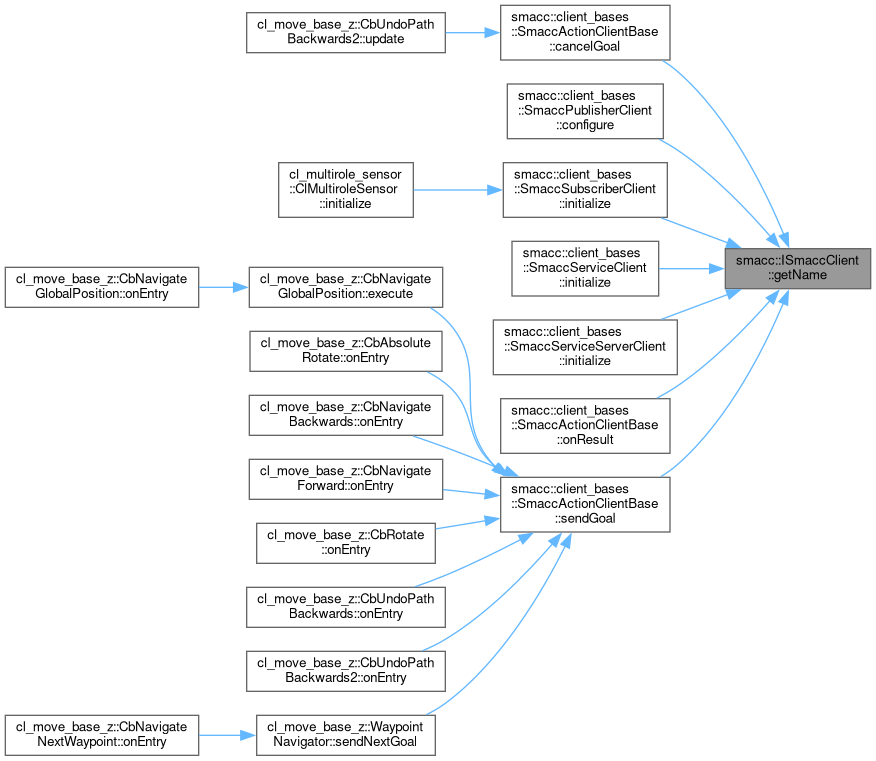 cl_move_base_z::CbUndoPath
Backwards2::update
smacc::client_bases
::SmaccActionClientBase
::cancelGoal
smacc::client_bases
::SmaccPublisherClient
::configure
cl_multirole_sensor
::ClMultiroleSensor
::initialize
smacc::client_bases
::SmaccSubscriberClient
::initialize
smacc::client_bases
::SmaccServiceClient
::initialize
smacc::ISmaccClient
::getName
cl_move_base_z::CbNavigate
GlobalPosition::onEntry
cl_move_base_z::CbNavigate
GlobalPosition::execute
smacc::client_bases
::SmaccServiceServerClient
::initialize
cl_move_base_z::CbAbsolute
Rotate::onEntry
cl_move_base_z::CbNavigate
Backwards::onEntry
smacc::client_bases
::SmaccActionClientBase
::onResult
cl_move_base_z::CbNavigate
Forward::onEntry
smacc::client_bases
::SmaccActionClientBase
::sendGoal
cl_move_base_z::CbRotate
::onEntry
cl_move_base_z::CbUndoPath
Backwards::onEntry
cl_move_base_z::CbUndoPath
Backwards2::onEntry
cl_move_base_z::CbNavigate
NextWaypoint::onEntry
cl_move_base_z::Waypoint
Navigator::sendNextGoal